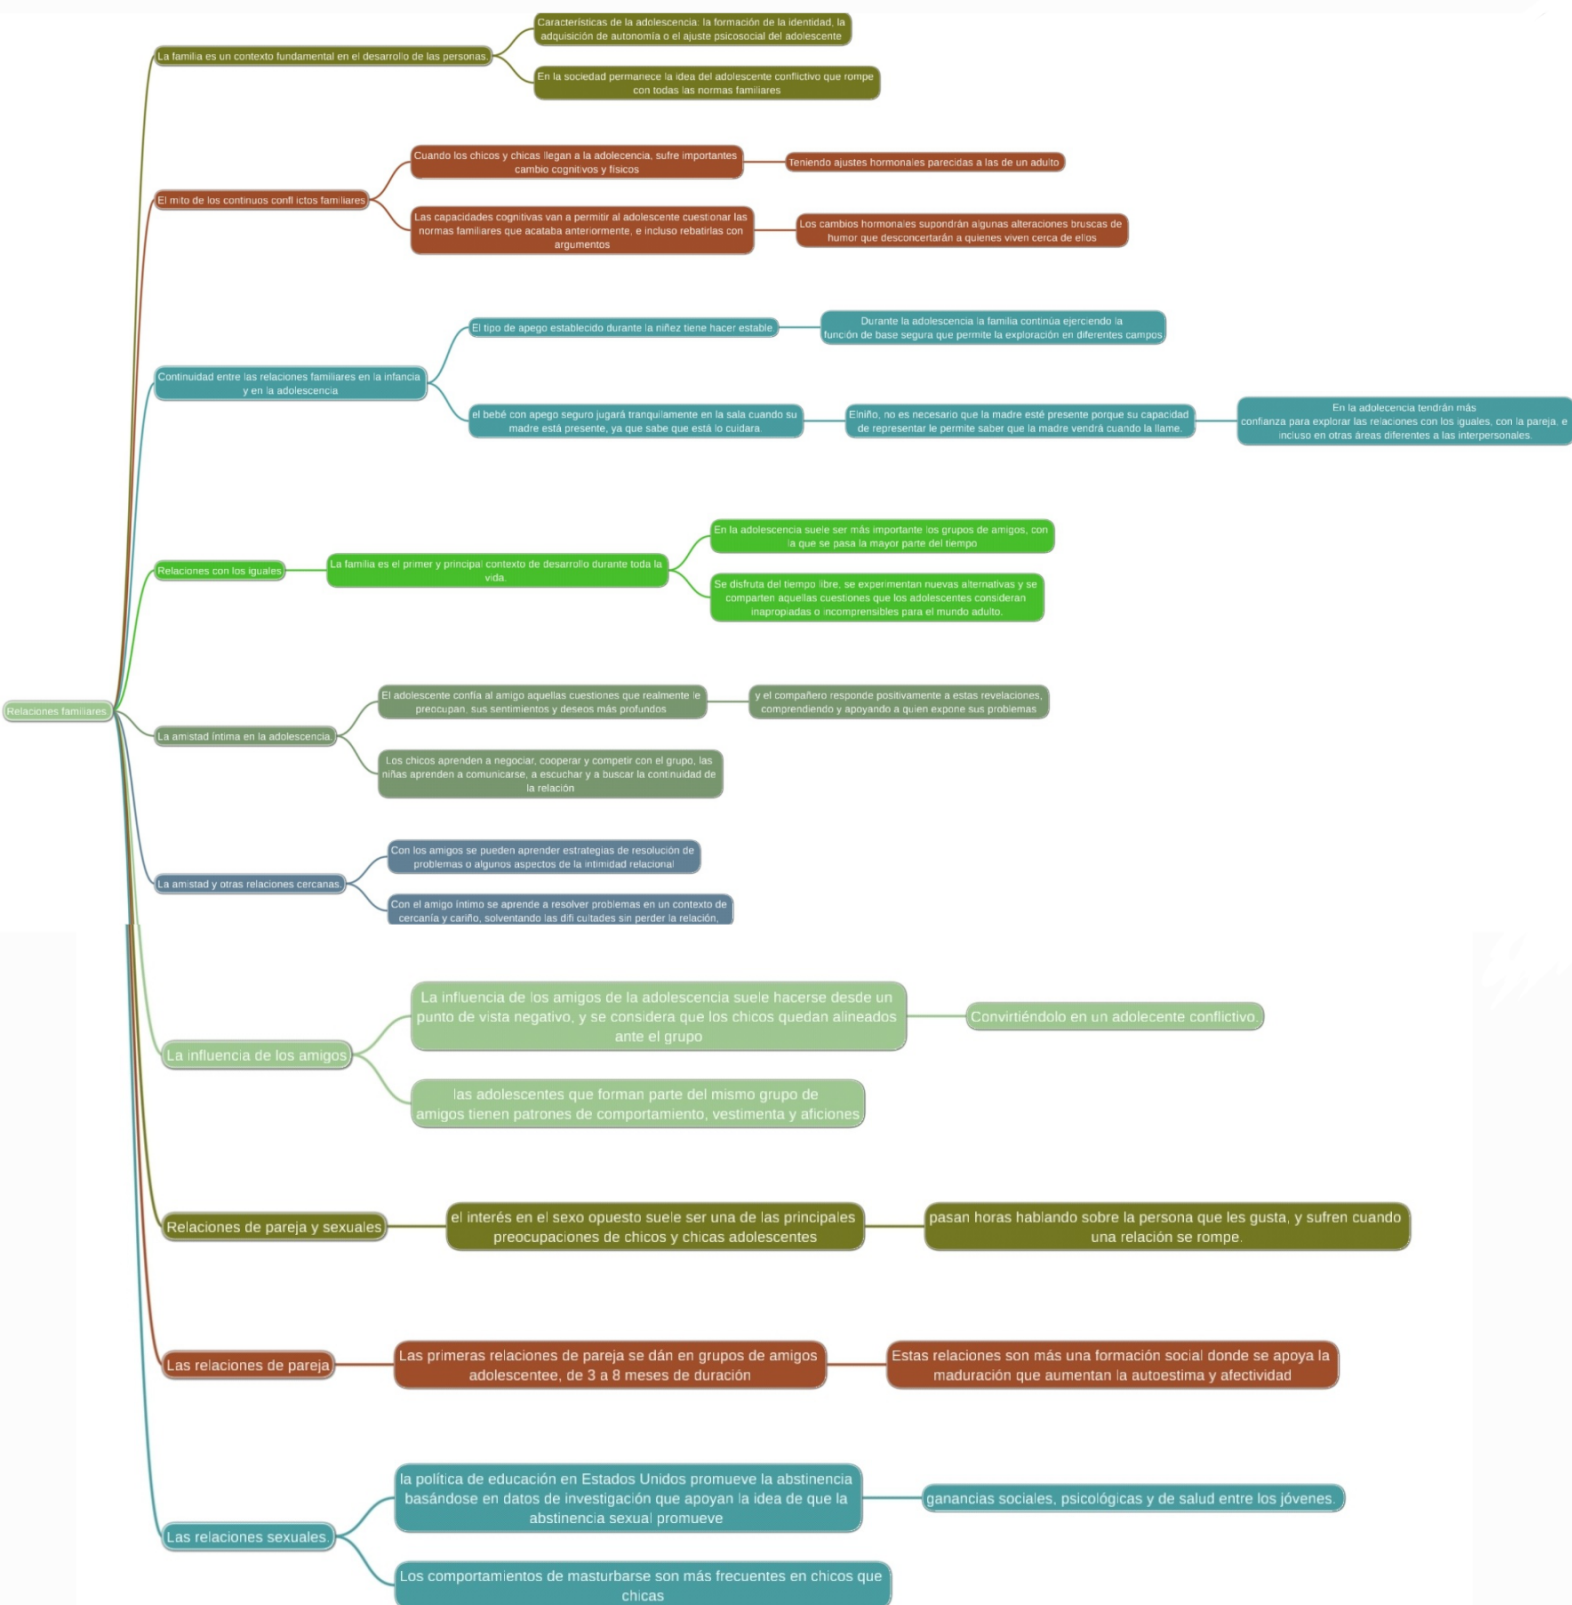 Características de la adolescencia: la formación de la identidad, la
adquisición de autonomía o el ajuste psicosocial del adolescente
La familia es un contexto fundamental en el desarrollo de las personas.
En la sociedad permanece la idea del adolescente conflictivo que rompe
con todas las normas familiares
Cuando los chicos y chicas llegan a la adolecencia, sufre importantes
cambio cognitivos y físicos
Teniendo ajustes hormonales parecidas a las de un adulto
El mito de los continuos confl ictos familiares
Las capacidades cognitivas van a permitir al adolescente cuestionar las
normas familiares que acataba anteriormente, e incluso rebatirlas con
argumentos
Los cambios hormonales supondrán algunas alteraciones bruscas de
humor que desconcertarán a quienes viven cerca de ellos
El tipo de apego establecido durante la niñez tiene hacer estable
Durante la adolescencia la familia continúa ejerciendo la
función de base segura que permite la exploración en diferentes campos
Continuidad entre las relaciones familiares en la infancia
y en la adolescencia
el bebé con apego seguro jugará tranquilamente en la sala cuando su
madre está presente, ya que sabe que está lo cuidara.
Elniño, no es necesario que la madre esté presente porque su capacidad
de representar le permite saber que la madre vendrá cuando la llame.
En la adolecencia tendrán más
confianza para explorar las relaciones con los iguales, con la pareja, e
incluso en otras áreas diferentes a las interpersonales.
En la adolescencia suele ser más importante los grupos de amigos, con
la que se pasa la mayor parte del tiempo
Relaciones con los iguales
La familia es el primer y principal contexto de desarrollo durante toda la
vida.
Se disfruta del tiempo libre, se experimentan nuevas alternativas y se
comparten aquellas cuestiones que los adolescentes consideran
inapropiadas o incomprensibles para el mundo adulto.
Relaciones familiares.
El adolescente confía al amigo aquellas cuestiones que realmente le
preocupan, sus sentimientos y deseos más profundos
y el compañero responde positivamente a estas revelaciones,
comprendiendo y apoyando a quien expone sus problemas
La amistad íntima en la adolescencia.
Los chicos aprenden a negociar, cooperar y competir con el grupo, las
niñas aprenden a comunicarse, a escuchar y a buscar la continuidad de
la relación
Con los amigos se pueden aprender estrategias de resolución de
problemas o algunos aspectos de la intimidad relacional
La amistad y otras relaciones cercanas.
Con el amigo íntimo se aprende a resolver problemas en un contexto de
cercanía y cariño, solventando las difi cultades sin perder la relación,
La influencia de los amigos de la adolescencia suele hacerse desde un
punto de vista negativo, y se considera que los chicos quedan alineados
ante el grupo
Convirtiéndolo en un adolecente conflictivo.
La influencia de los amigos
las adolescentes que forman parte del mismo grupo de
amigos tienen patrones de comportamiento, vestimenta y aficiones
Relaciones de pareja y sexuales
el interés en el sexo opuesto suele ser una de las principales
preocupaciones de chicos y chicas adolescentes
pasan horas hablando sobre la persona que les gusta, y sufren cuando
una relación se rompe.
Las relaciones de pareja
Las primeras relaciones de pareja se dán en grupos de amigos
adolescentee, de 3 a 8 meses de duración
Estas relaciones son más una formación social donde se apoya la
maduración que aumentan la autoestima y afectividad
la política de educación en Estados Unidos promueve la abstinencia
basándose en datos de investigación que apoyan la idea de que la
abstinencia sexual promueve
ganancias sociales, psicológicas y de salud entre los jóvenes.
Las relaciones sexuales.
Los comportamientos de masturbarse son más frecuentes en chicos que
chicas